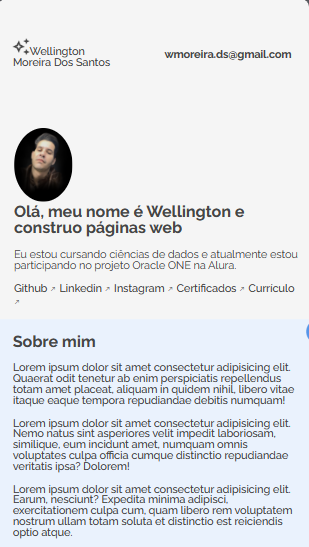 Wellington
Moreira Dos Santos
wmoreira.ds@gmail.com
Olá, meu nome é Wellington e
construo páginas web
Eu estou cursando ciências de dados e atualmente estou
participando no projeto Oracle ONE na Alura.
Github ↗ Linkedin ↗ Instagram ↗ Certificados ↗ Currículo
↗
Sobre mim
Lorem ipsum dolor sit amet consectetur adipisicing elit.
Quaerat odit tenetur ab enim perspiciatis repellendus
totam amet placeat, aliquam in quidem nihil, libero vitae
itaque eaque tempora repudiandae debitis numquam!
Lorem ipsum dolor sit amet consectetur adipisicing elit.
Nemo natus sint asperiores velit impedit laboriosam,
similique, eum incidunt amet, numquam omnis
voluptates culpa officia cumque distinctio repudiandae
veritatis ipsa? Dolorem!
Lorem ipsum dolor sit amet consectetur adipisicing elit.
Earum, nesciunt? Expedita minima adipisci,
exercitationem culpa cum, quam libero rem voluptatem
nostrum ullam totam soluta et distinctio est reiciendis
optio atque.